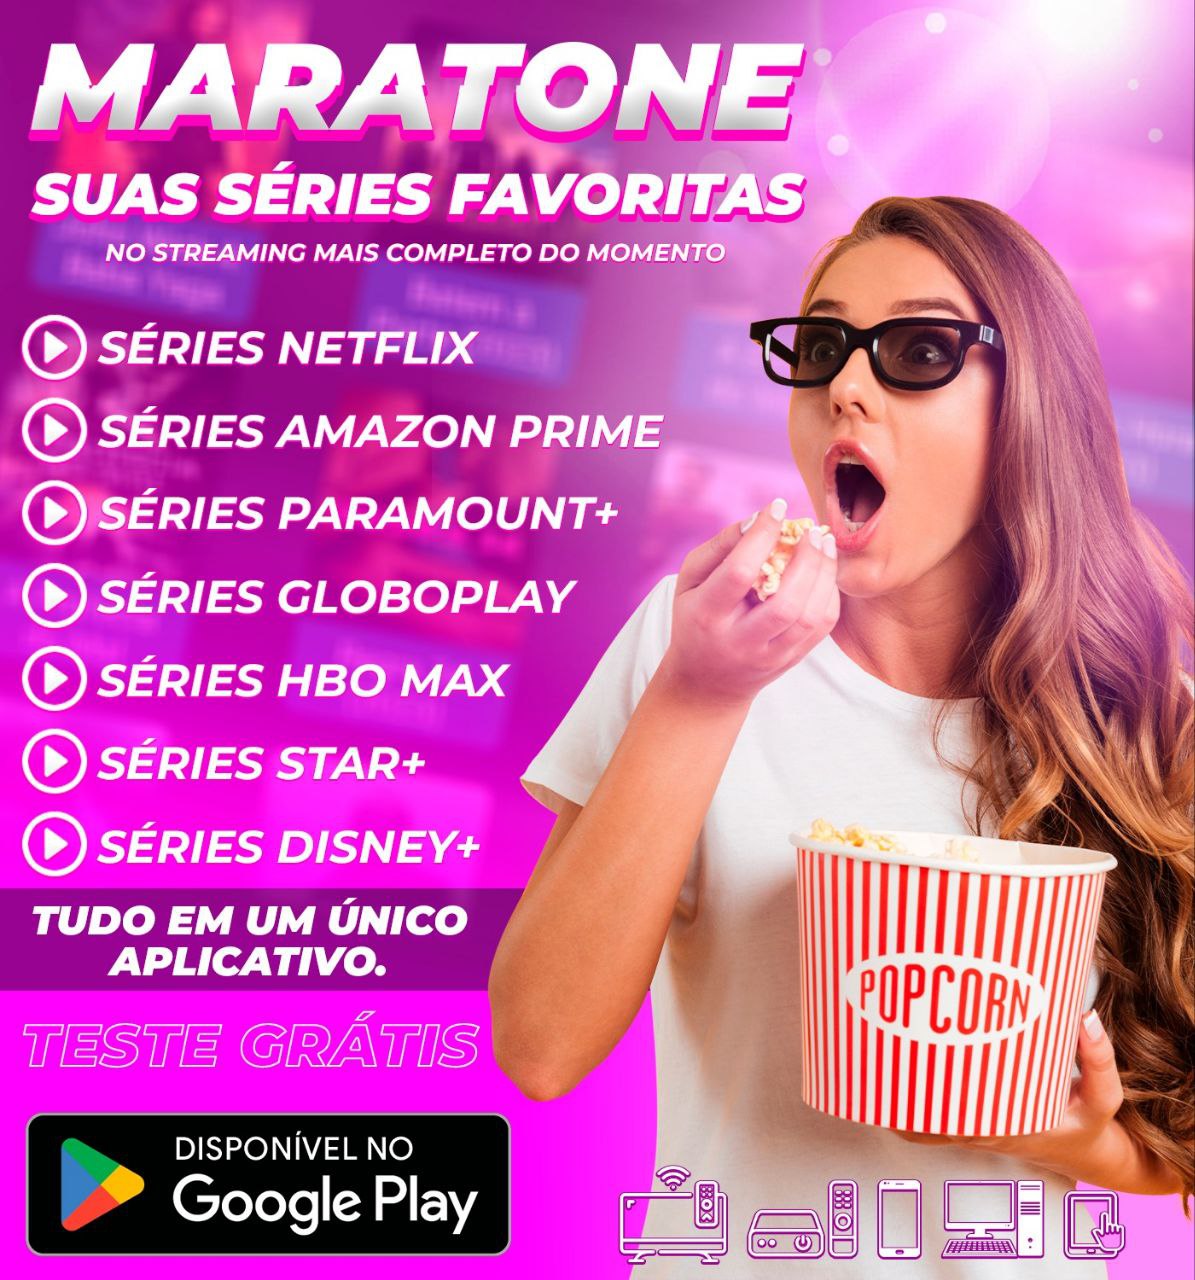 MARATONE
SUAS SÉRIES FAVORITAS
NO STREAMING MAIS COMPLETO DO MOMENTO
SÉRIES NETFLIX
SÉRIES AMAZON PRIME
SÉRIES PARAMOUNT+
SÉRIES GLOBOPLAY
SÉRIES HBO MAX
SÉRIES STAR+
SÉRIES DISNEY+
TUDO EM UM ÚNICO
APLICATIVO.
TESTE GRÁTIS
DISPONÍVEL NO
Google Play
POPCORN